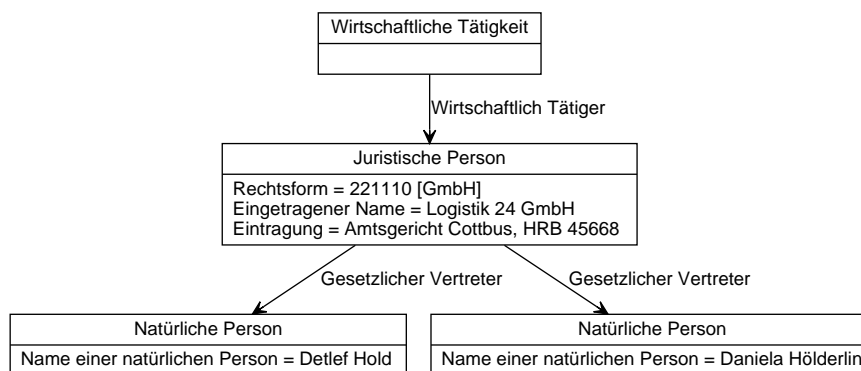 Wirtschaftliche Tätigkeit
Wirtschaftlich Tätiger
Juristische Person
Rechtsform = 221110 [GmbH]
Eingetragener Name = Logistik 24 GmbH
Eintragung = Amtsgericht Cottbus, HRB 45668
Gesetzlicher Vertreter
Gesetzlicher Vertreter
Natürliche Person
Name einer natürlichen Person = Detlef Hold
Natürliche Person
Name einer natürlichen Person = Daniela Hölderlin